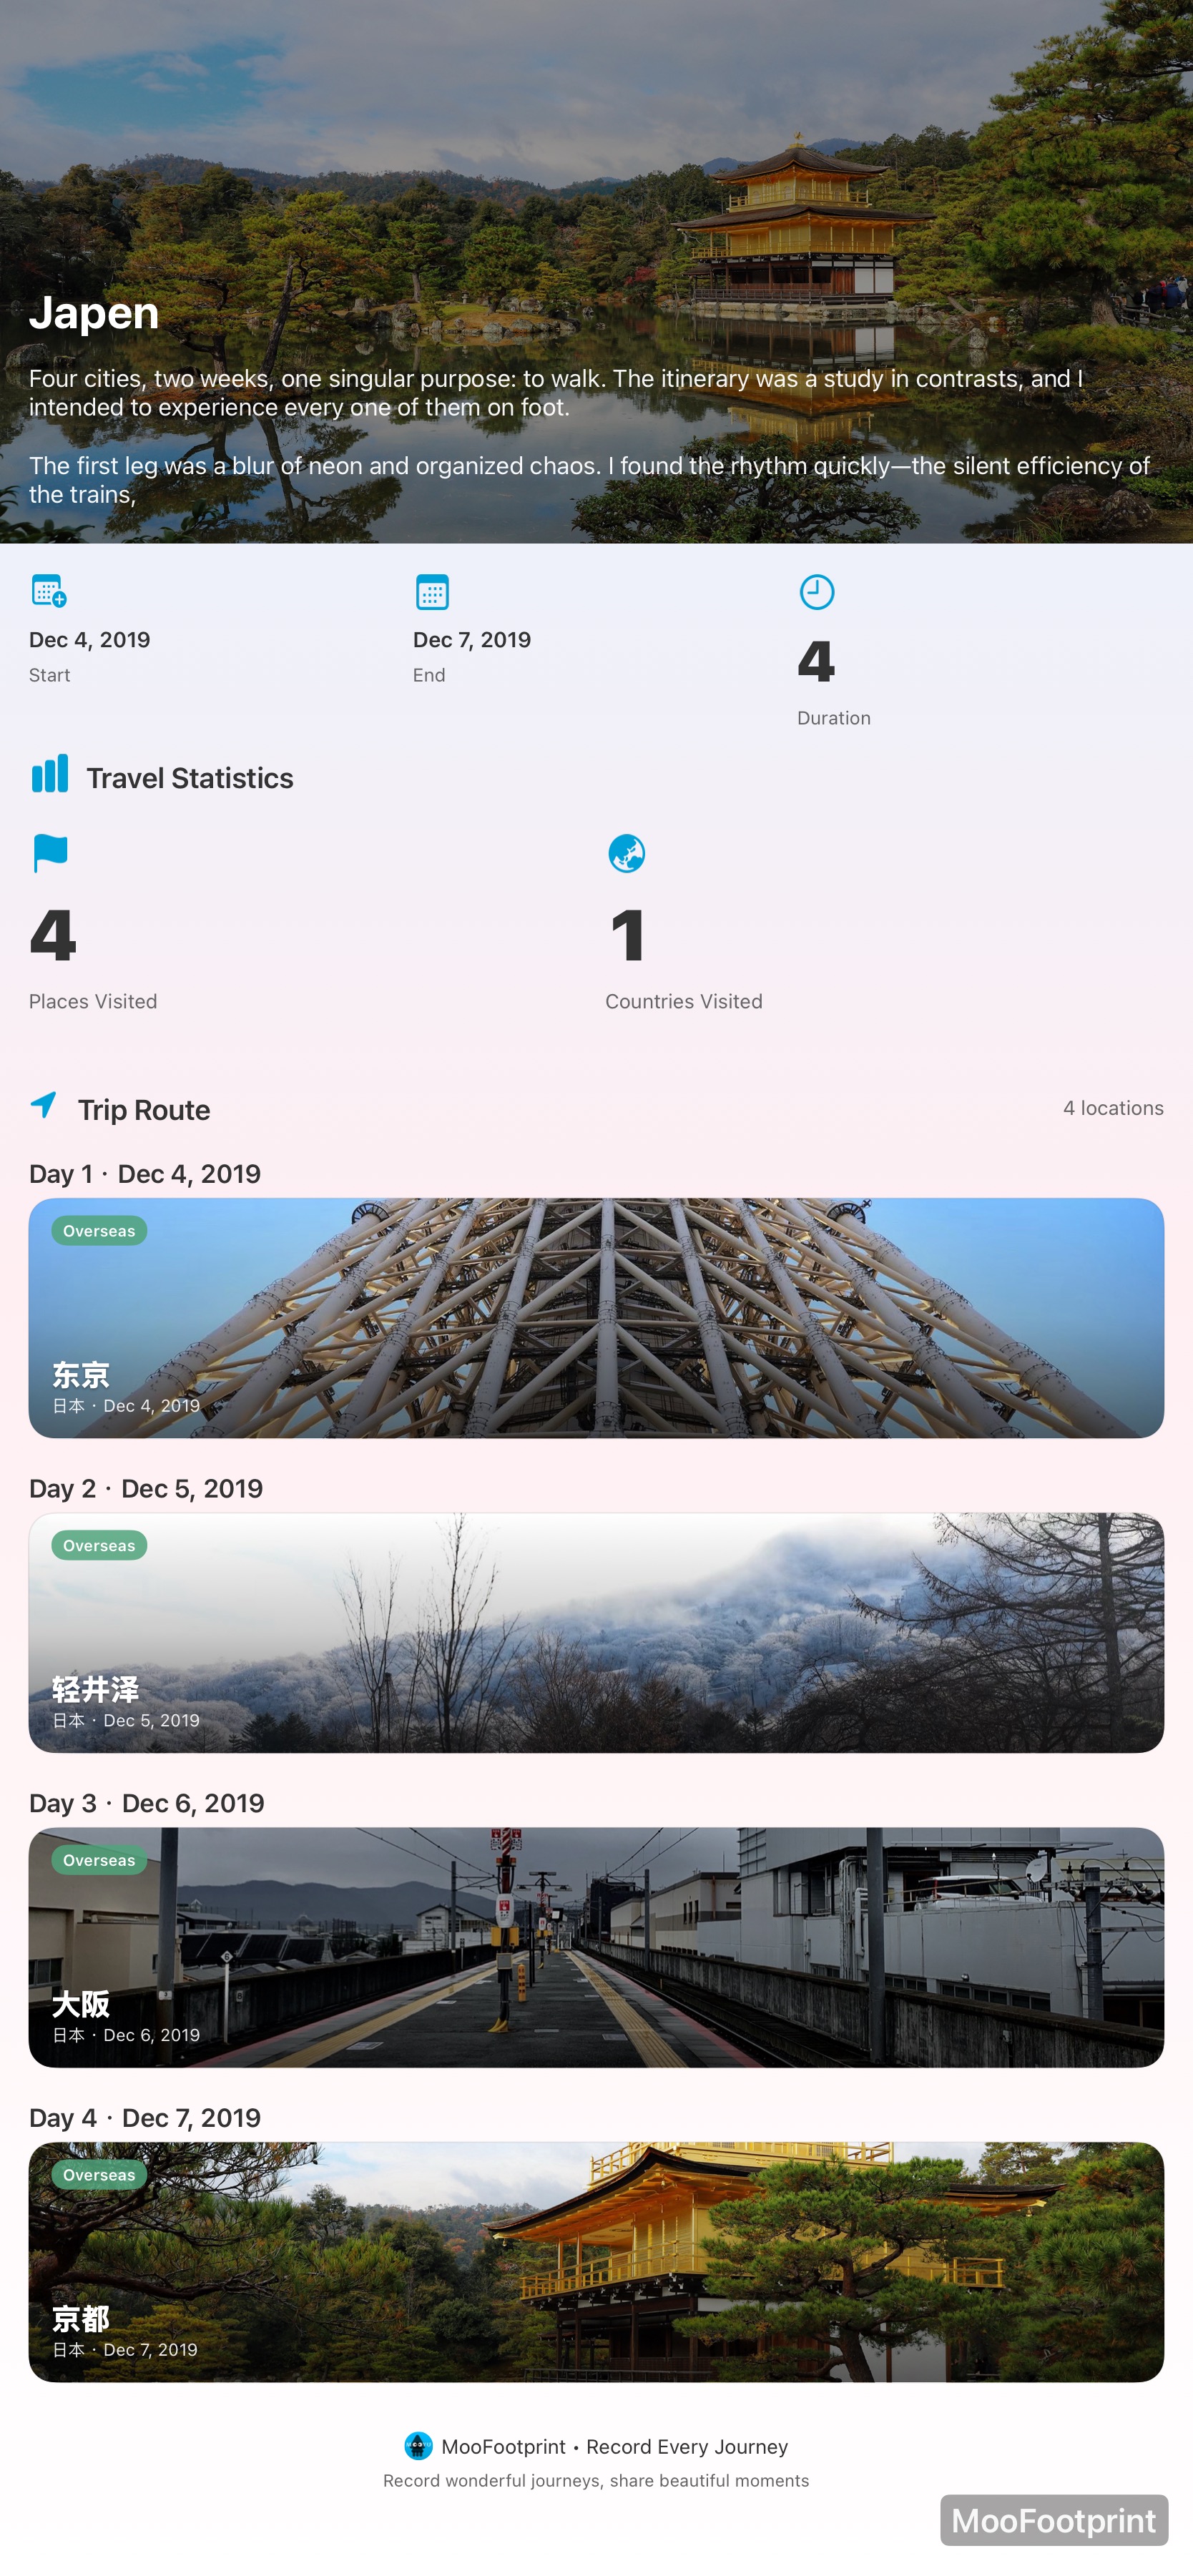 Japen
Four cities, two weeks, one singular purpose: to walk. The itinerary was a study in contrasts, and I
intended to experience every one of them on foot.
The first leg was a blur of neon and organized chaos. I found the rhythm quickly—the silent efficiency of
the trains,
Dec 4, 2019
Start
Dec 7, 2019
End
4
Duration
Travel Statistics
4
Places Visited
1
Countries Visited
Trip Route
4 locations
Day 1 · Dec 4, 2019
Overseas
东京
日本 · Dec 4, 2019
Day 2 · Dec 5, 2019
Overseas
轻井泽
日本 · Dec 5, 2019
Day 3 · Dec 6, 2019
Overseas
大阪
日本 · Dec 6, 2019
Day 4 · Dec 7, 2019
Overseas
京都
日本 · Dec 7, 2019
MooFootprint • Record Every Journey
Record wonderful journeys, share beautiful moments
MooFootprint